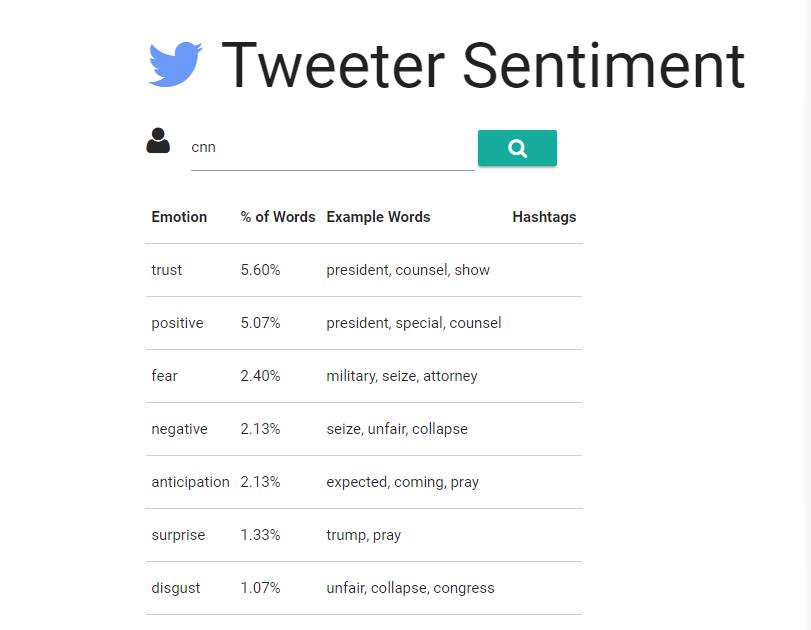 Tweeter Sentiment
cnn
Emotion % of Words Example Words Hashtags
trust 5.60% president, counsel, show
positive 5.07% president, special, counsel
fear 2.40% military, seize, attorney
negative 2.13% seize, unfair, collapse
anticipation 2.13% expected, coming, pray
surprise 1.33% trump, pray
disgust 1.07% unfair, collapse, congress